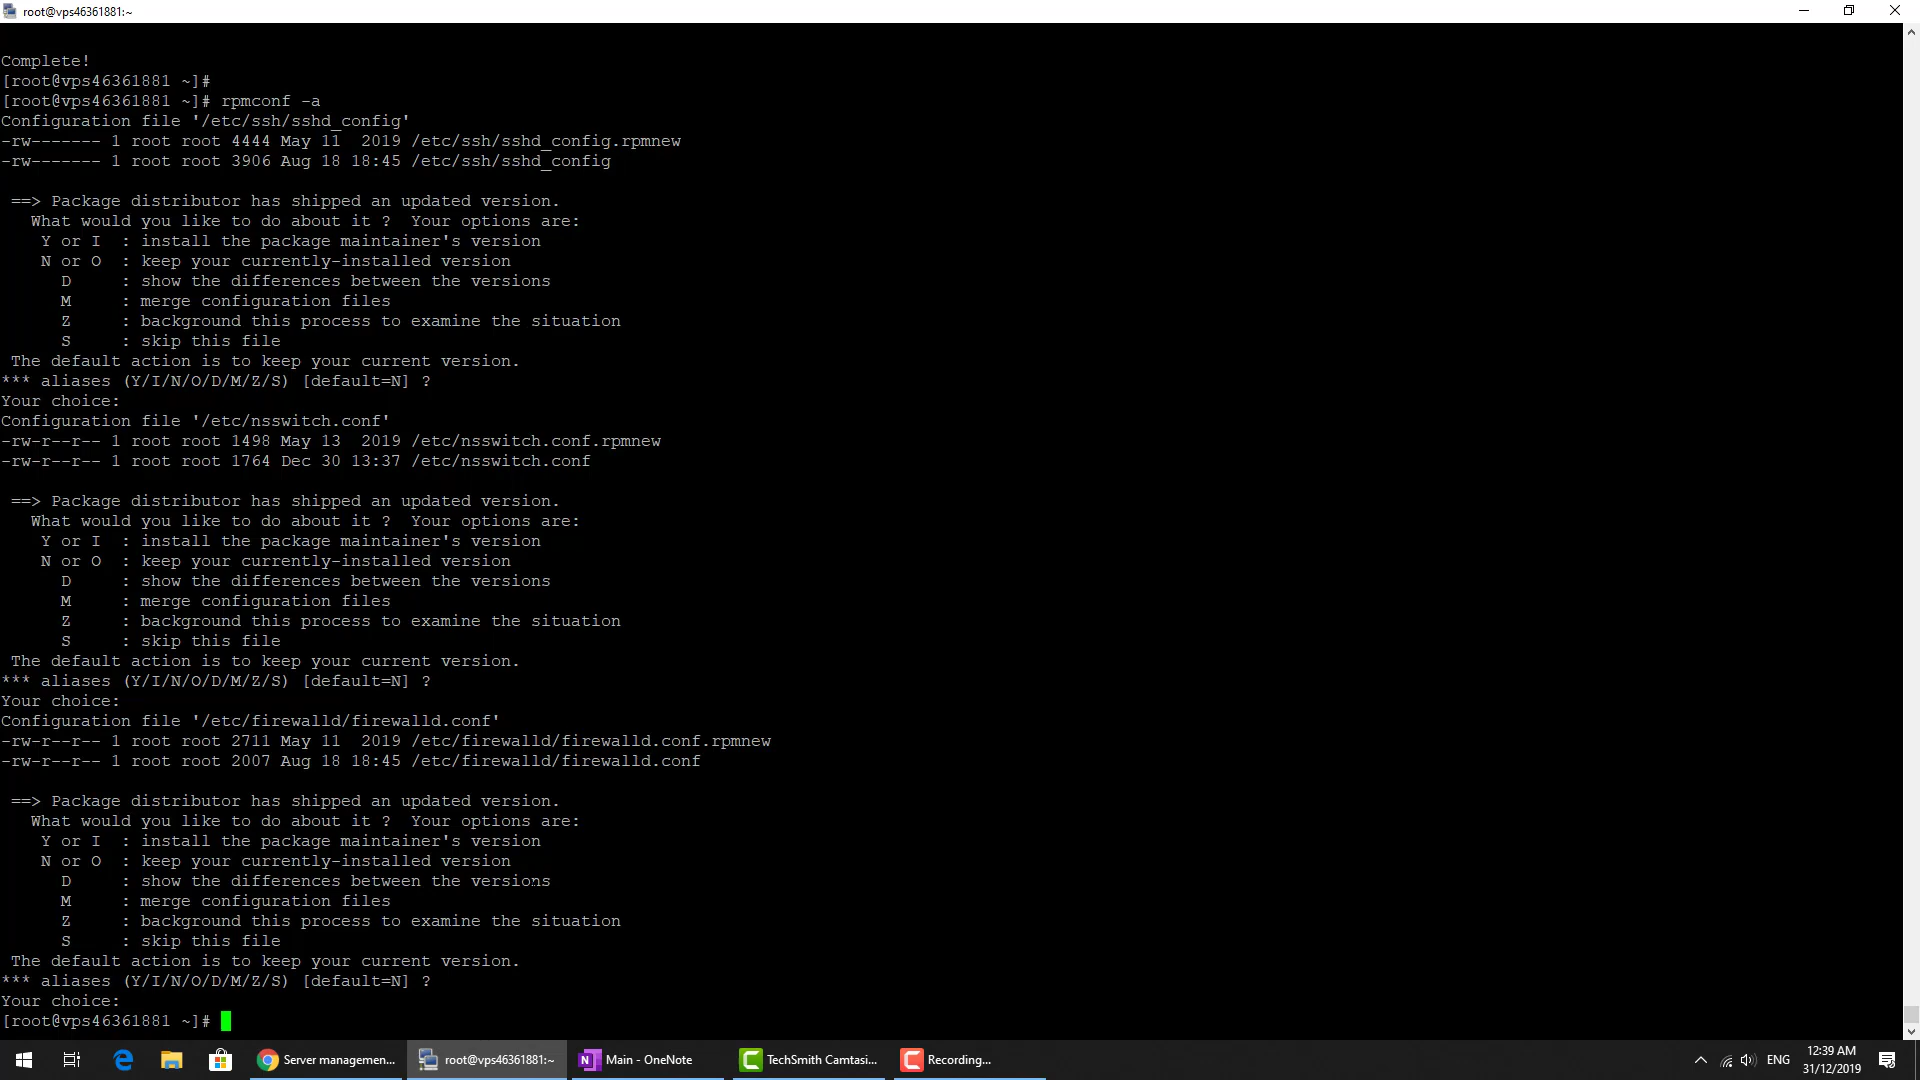 root@vps46361881:~
Complete!
[root@vps46361881 ~]#
[root@vps46361881 ~]# rpmconf -a
Configuration file '/etc/ssh/sshd_config'
-rw------- 1 root root 4444 May 11  2019 /etc/ssh/sshd_config.rpmnew
-rw------- 1 root root 3906 Aug 18 18:45 /etc/ssh/sshd_config
 ==> Package distributor has shipped an updated version.
   What would you like to do about it ?  Your options are:
    Y or I  : install the package maintainer's version
    N or O  : keep your currently-installed version
      D     : show the differences between the versions
      M     : merge configuration files
      Z     : background this process to examine the situation
      S     : skip this file
 The default action is to keep your current version.
*** aliases (Y/I/N/O/D/M/Z/S) [default=N] ?
Your choice:
Configuration file '/etc/nsswitch.conf'
-rw-r--r-- 1 root root 1498 May 13  2019 /etc/nsswitch.conf.rpmnew
-rw-r--r-- 1 root root 1764 Dec 30 13:37 /etc/nsswitch.conf
 ==> Package distributor has shipped an updated version.
   What would you like to do about it ?  Your options are:
    Y or I  : install the package maintainer's version
    N or O  : keep your currently-installed version
      D     : show the differences between the versions
      M     : merge configuration files
      Z     : background this process to examine the situation
      S     : skip this file
 The default action is to keep your current version.
*** aliases (Y/I/N/O/D/M/Z/S) [default=N] ?
Your choice:
Configuration file '/etc/firewalld/firewalld.conf'
-rw-r--r-- 1 root root 2711 May 11  2019 /etc/firewalld/firewalld.conf.rpmnew
-rw-r--r-- 1 root root 2007 Aug 18 18:45 /etc/firewalld/firewalld.conf
 ==> Package distributor has shipped an updated version.
   What would you like to do about it ?  Your options are:
    Y or I  : install the package maintainer's version
    N or O  : keep your currently-installed version
      D     : show the differences between the versions
      M     : merge configuration files
      Z     : background this process to examine the situation
      S     : skip this file
 The default action is to keep your current version.
*** aliases (Y/I/N/O/D/M/Z/S) [default=N] ?
Your choice:
[root@vps46361881 ~]#
Server managemen... root@vps46361881:~ Main - OneNote TechSmith Camtasi... Recording... ENG 12:39 AM
31/12/2019